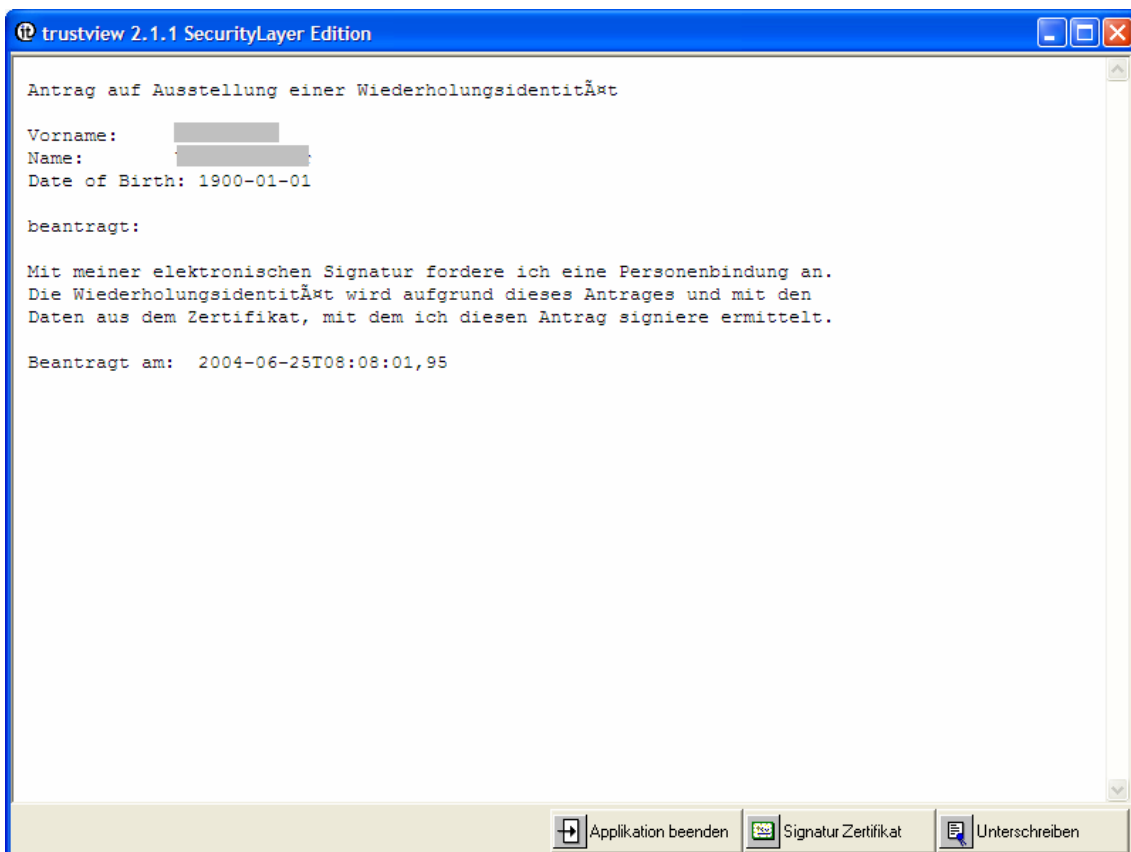 trustview 2.1.1 SecurityLayer Edition
Antrag auf Ausstellung einer WiederholungsidentitÃ¤t
Vorname:
Name:
Date of Birth: 1900-01-01
beantragt:
Mit meiner elektronischen Signatur fordere ich eine Personenbindung an.
Die WiederholungsidentitÃ¤t wird aufgrund dieses Antrages und mit den
Daten aus dem Zertifikat, mit dem ich diesen Antrag signiere ermittelt.
Beantragt am: 2004-06-25T08:08:01,95
Applikation beenden Signatur Zertifikat Unterschreiben